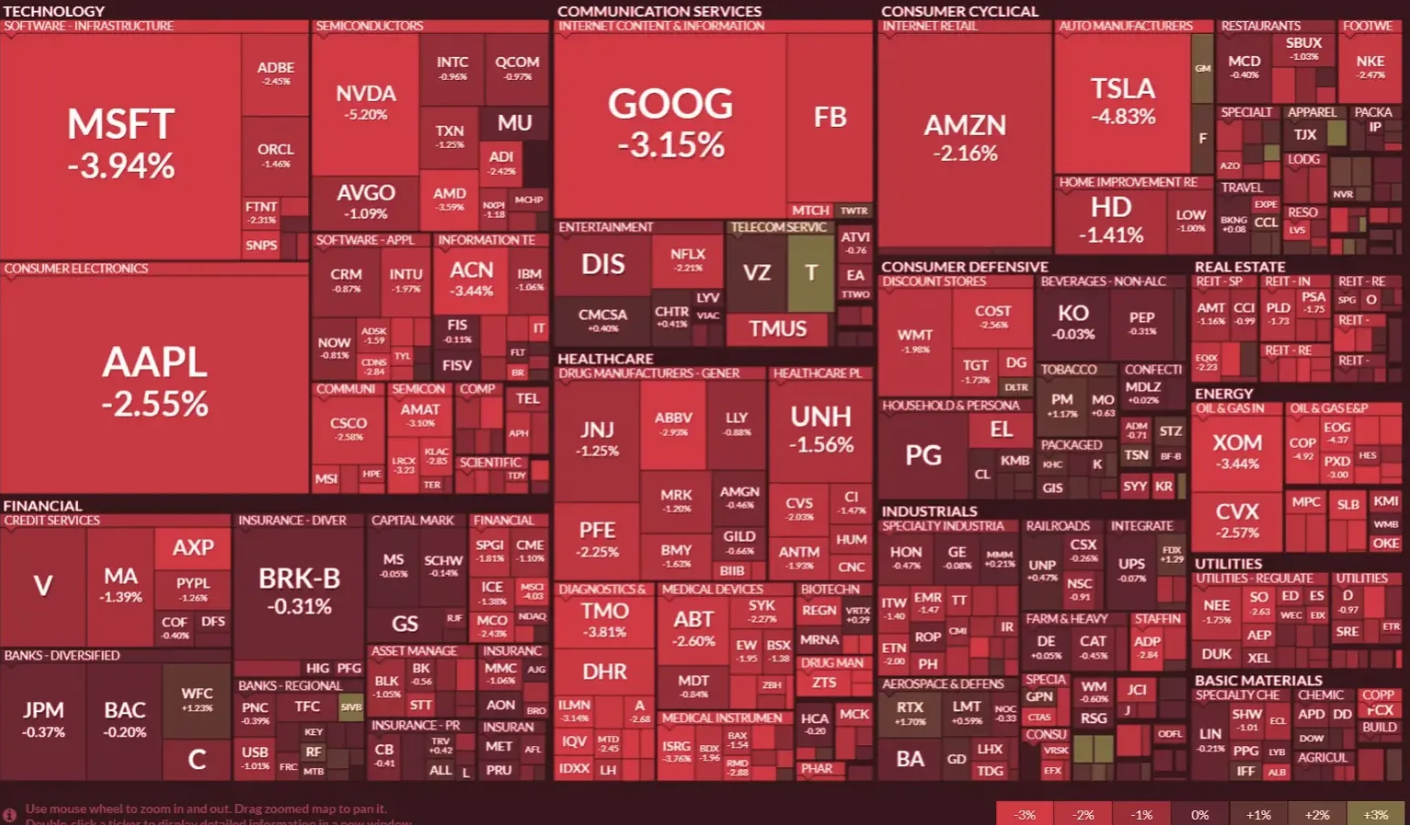 TECHNOLOGY
SOFTWARE - INFRASTRUCTURE
MSFT
-3.94%
ADBE
-2.45%
ORCL
-1.46%
FTNT
-2.31%
SNPS
SEMICONDUCTORS
NVDA
-5.20%
INTC
-0.96%
QCOM
-0.97%
TXN
-1.25%
MU
ADI
-2.42%
AVGO
-1.09%
AMD
-3.59%
NXPI
-1.18
MCHP
CONSUMER ELECTRONICS
AAPL
-2.55%
SOFTWARE - APPL
CRM
-0.87%
INTU
-1.97%
NOW
-0.81%
ADSK
-1.59
CDNS
-2.84
TYL
INFORMATION TE
ACN
-3.44%
IBM
-1.06%
FIS
-0.11%
IT
FISV
FLT
BR
COMMUNI
CSCO
-2.58%
MSI
HPE
SEMICON
AMAT
-3.10%
LRCX
-3.23
KLAC
-2.85
TER
COMP
TEL
APH
SCIENTIFIC
TDY
COMMUNICATION SERVICES
INTERNET CONTENT & INFORMATION
GOOG
-3.15%
FB
MTCH
TWTR
ENTERTAINMENT
DIS
NFLX
-2.21%
CMCSA
+0.40%
CHTR
+0.41%
LYV
VIAC
TELECOM SERVIC
VZ
T
TMUS
ATVI
-0.76
EA
TTWO
CONSUMER CYCLICAL
INTERNET RETAIL
AMZN
-2.16%
AUTO MANUFACTURERS
TSLA
-4.83%
GM
F
HOME IMPROVEMENT RE
HD
-1.41%
LOW
-1.00%
RESTAURANTS
MCD
-0.40%
SBUX
-1.03%
FOOTWE
NKE
-2.47%
SPECIALT
AZO
APPAREL
TJX
PACKA
IP
LODG
NVR
TRAVEL
BKNG
+0.08
EXPE
CCL
RESO
LVS
HEALTHCARE
DRUG MANUFACTURERS - GENER
JNJ
-1.25%
ABBV
-2.93%
LLY
-0.88%
PFE
-2.25%
MRK
-1.20%
AMGN
-0.46%
BMY
-1.63%
GILD
-0.66%
BIIB
HEALTHCARE PL
UNH
-1.56%
CVS
-2.03%
CI
-1.47%
ANTM
-1.93%
HUM
CNC
DIAGNOSTICS &
TMO
-3.81%
DHR
ILMN
-3.14%
A
-2.68
IQV
MTD
-2.45
IDXX
LH
MEDICAL DEVICES
ABT
-2.60%
SYK
-2.27%
EW
-1.95
BSX
-1.38
MDT
-0.84%
ZBH
MEDICAL INSTRUMEN
ISRG
-3.76%
BDX
-1.96
BAX
-1.54
RMD
-2.88
BIOTECHN
REGN
VRTX
+0.29
MRNA
DRUG MAN
ZTS
HCA
-0.20
MCK
PHAR
CONSUMER DEFENSIVE
DISCOUNT STORES
WMT
-1.98%
COST
-2.56%
TGT
-1.73%
DG
DLTR
BEVERAGES - NON-ALC
KO
-0.03%
PEP
-0.31%
HOUSEHOLD & PERSONA
PG
EL
CL
KMB
TOBACCO
PM
+1.17%
MO
+0.63
CONFECTI
MDLZ
+0.02%
PACKAGED
KHC
K
GIS
ADM
-0.71
STZ
TSN
BF-B
SYY
KR
REAL ESTATE
REIT - SP
AMT
-1.16%
CCI
-0.99
EQIX
-2.23
REIT - IN
PLD
-1.73
PSA
-1.75
REIT - RE
REIT - RE
SPG
O
REIT -
REIT -
ENERGY
OIL & GAS IN
XOM
-3.44%
CVX
-2.57%
OIL & GAS E&P
COP
-4.92
EOG
-4.37
PXD
-3.00
HES
MPC
SLB
KMI
WMB
OKE
FINANCIAL
CREDIT SERVICES
V
MA
-1.39%
AXP
PYPL
-1.26%
COF
-0.40%
DFS
INSURANCE - DIVER
BRK-B
-0.31%
HIG
PFG
CAPITAL MARK
MS
-0.05%
SCHW
-0.14%
GS
RJF
FINANCIAL
SPGI
-1.81%
CME
-1.10%
ICE
-1.38%
MSCI
-4.03
MCO
-2.43%
NDAQ
BANKS - DIVERSIFIED
JPM
-0.37%
BAC
-0.20%
WFC
+1.23%
C
BANKS - REGIONAL
PNC
-0.39%
TFC
SIVB
KEY
USB
-1.01%
RF
FRC
MTB
ASSET MANAGE
BLK
-1.05%
BK
-0.56
STT
INSURANC
MMC
-1.06%
AJG
AON
BRO
INSURANCE - PR
CB
-0.41
TRV
+0.42
ALL
L
INSURAN
MET
AFL
PRU
INDUSTRIALS
SPECIALTY INDUSTRIA
HON
-0.47%
GE
-0.08%
MMM
+0.21%
ITW
-1.40
EMR
-1.47
TT
ETN
-2.00
ROP
CMI
IR
PH
RAILROADS
UNP
+0.47%
CSX
-0.26%
NSC
-0.91
INTEGRATE
UPS
-0.07%
FDX
+1.29
FARM & HEAVY
DE
+0.05%
CAT
-0.45%
STAFFIN
ADP
-2.84
AEROSPACE & DEFENS
RTX
+1.70%
LMT
+0.59%
NOC
-0.33
BA
GD
LHX
TDG
SPECIA
GPN
CTAS
WM
-0.60%
RSG
JCI
J
CONSU
VRSK
EFX
ODFL
UTILITIES
UTILITIES - REGULATE
NEE
-1.75%
SO
-2.63
ED
ES
WEC
EIX
AEP
DUK
XEL
UTILITIES
D
-0.97
SRE
ETR
BASIC MATERIALS
SPECIALTY CHE
LIN
-0.21%
SHW
-1.01
ECL
PPG
LYB
IFF
ALB
CHEMIC
APD
DD
DOW
AGRICUL
COPP
FCX
BUILD
Use mouse wheel to zoom in and out. Drag zoomed map to pan it.
Double-click a ticker to display detailed information in a new window.
-3%
-2%
-1%
0%
+1%
+2%
+3%